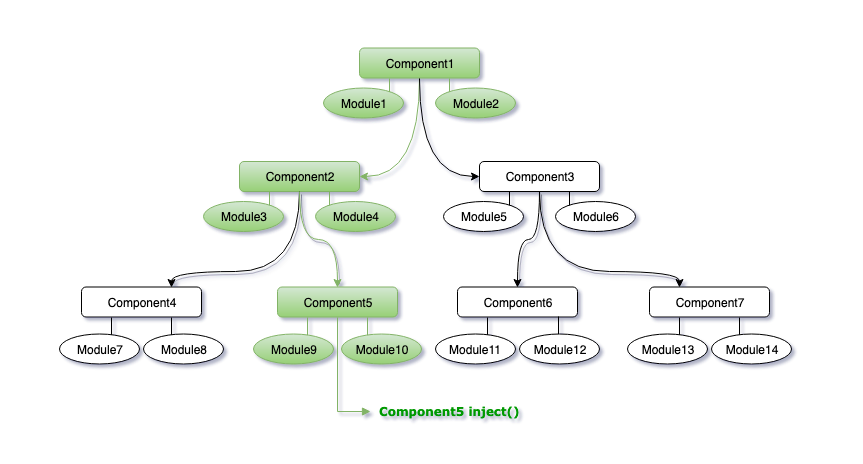 Component1
Module1
Module2
Component2
Component3
Module3
Module4
Module5
Module6
Component4
Component5
Component6
Component7
Module7
Module8
Module9
Module10
Module11
Module12
Module13
Module14
Component5 inject()